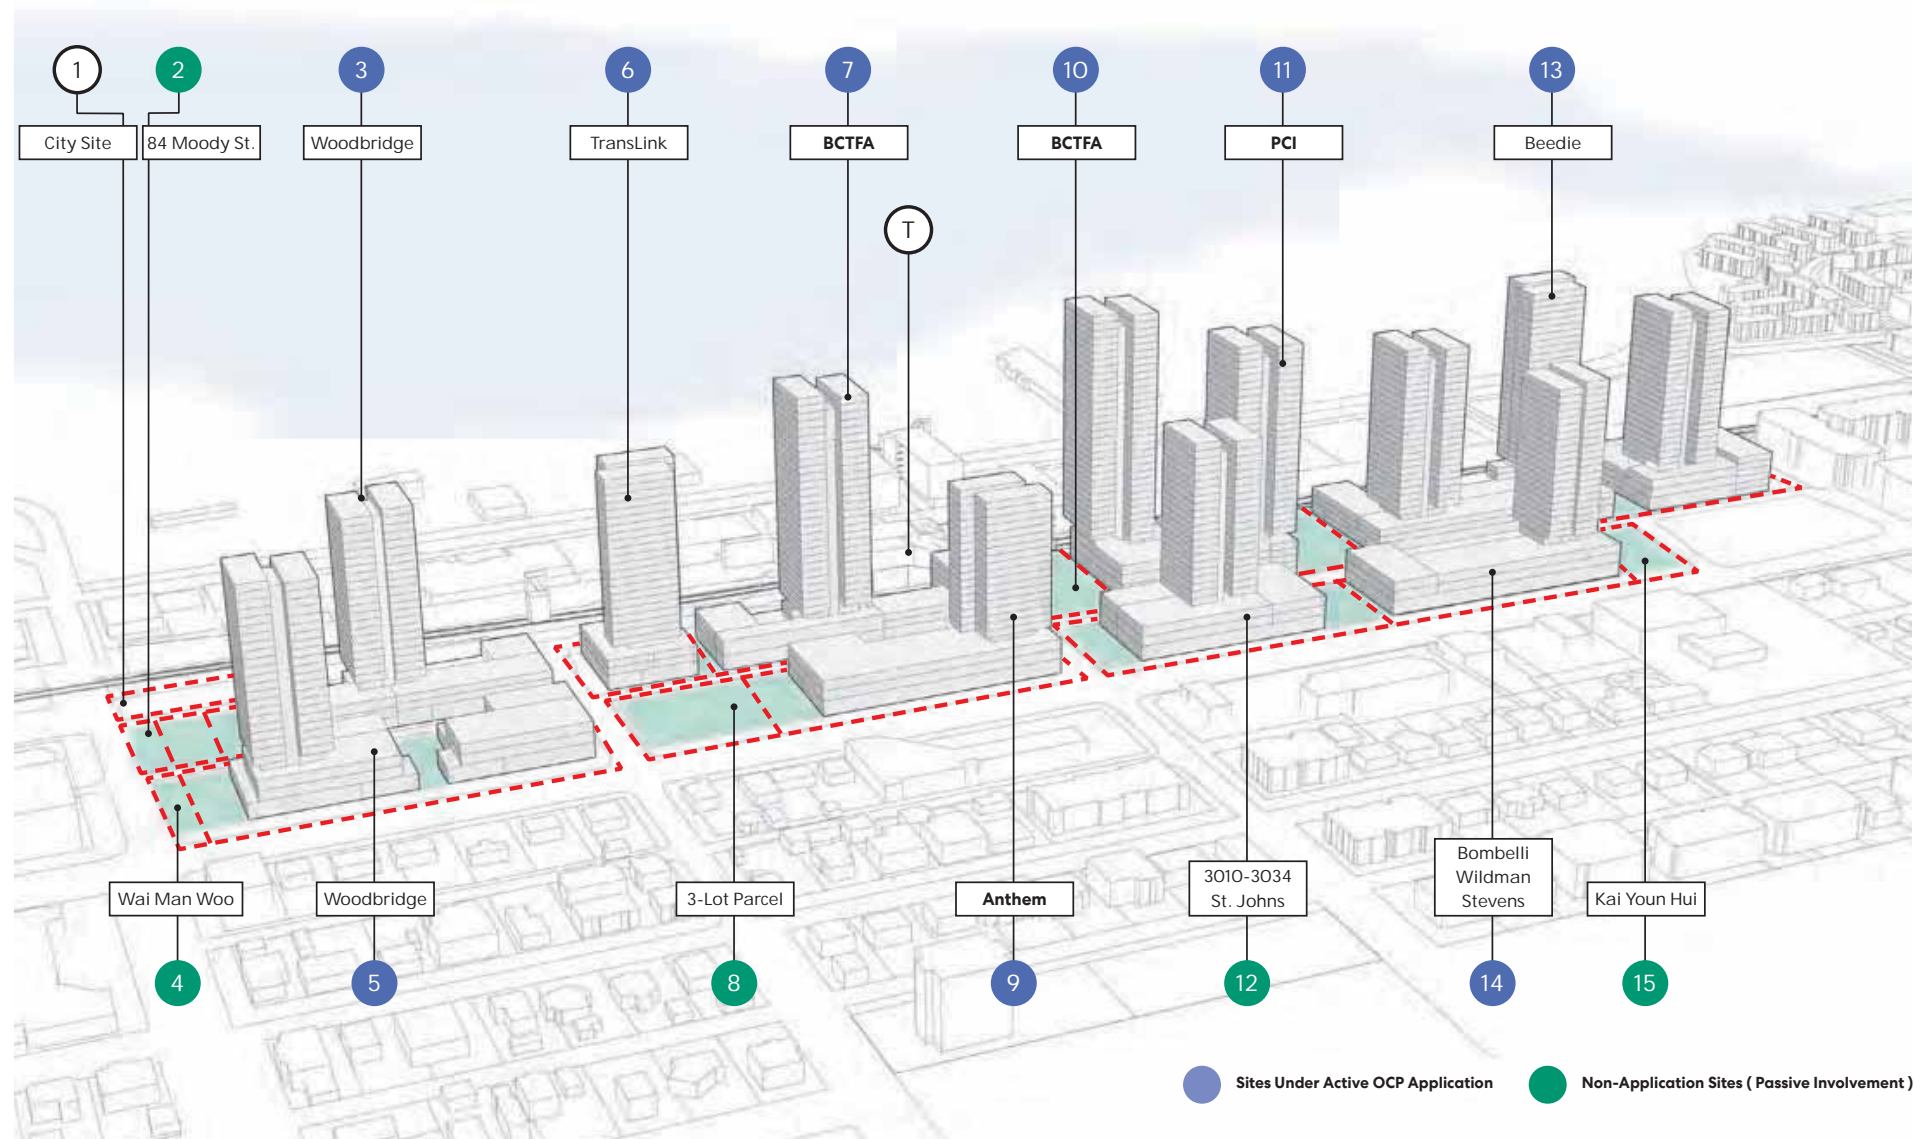 1
2
3
6
7
10
11
13
City Site
84 Moody St.
Woodbridge
TransLink
BCTFA
BCTFA
PCI
Beedie
T
Wai Man Woo
Woodbridge
3-Lot Parcel
Anthem
3010-3034
St. Johns
Bombelli
Wildman
Stevens
Kai Youn Hui
4
5
8
9
12
14
15
Sites Under Active OCP Application
Non-Application Sites ( Passive Involvement )